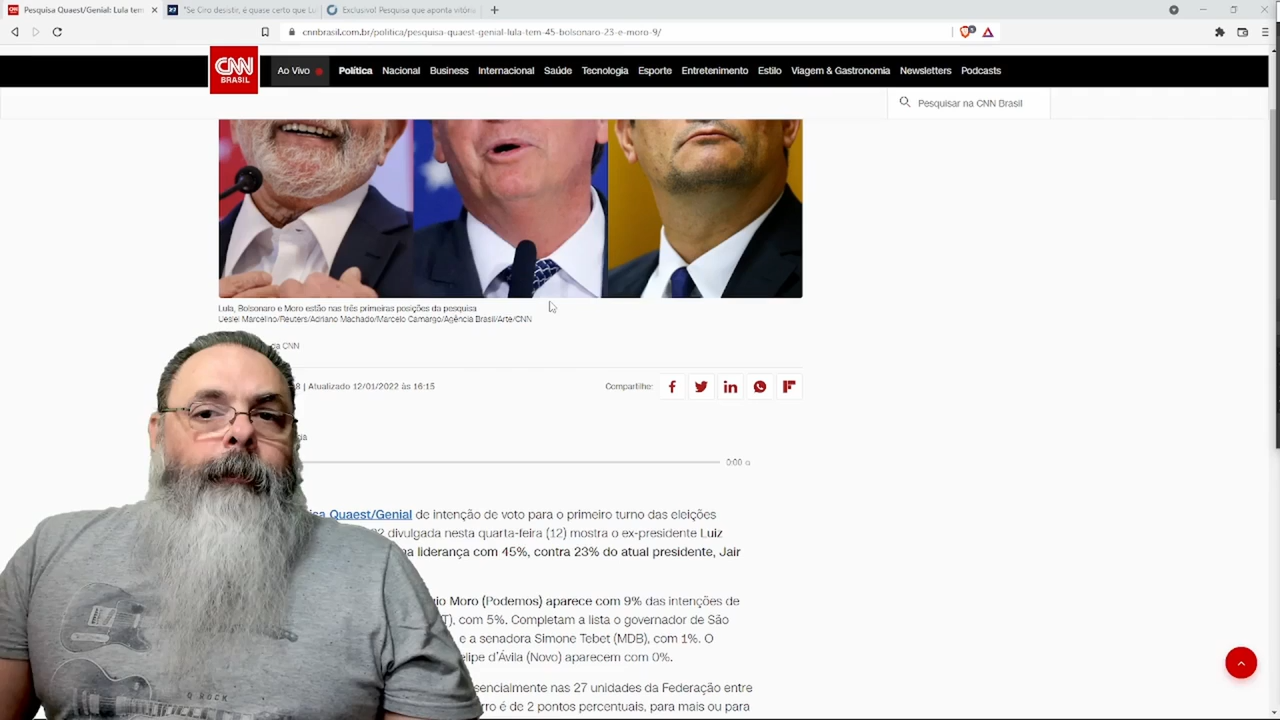 Pesquisa Quaest/Genial: Lula tem
"Se Ciro desistir, é quase certo que Lu
Exclusivo! Pesquisa que aponta vitóri
cnnbrasil.com.br/politica/pesquisa-quaest-genial-lula-tem-45-bolsonaro-23-e-moro-9/
CNN BRASIL
Ao Vivo Política Nacional Business Internacional Saúde Tecnologia Esporte Entretenimento Estilo Viagem & Gastronomia Newsletters Podcasts
Pesquisar na CNN Brasil
Lula, Bolsonaro e Moro estão nas três primeiras posições da pesquisa
Ueslei Marcelino/Reuters/Adriano Machado/Marcelo Camargo/Agência Brasil/Arte/CNN
da CNN
8 | Atualizado 12/01/2022 às 16:15
Compartilhe:
0:00
sa Quaest/Genial de intenção de voto para o primeiro turno das eleições
22 divulgada nesta quarta-feira (12) mostra o ex-presidente Luiz
a liderança com 45%, contra 23% do atual presidente, Jair
gio Moro (Podemos) aparece com 9% das intenções de
T), com 5%. Completam a lista o governador de São
, e a senadora Simone Tebet (MDB), com 1%. O
elipe d'Ávila (Novo) aparecem com 0%.
sencialmente nas 27 unidades da Federação entre
rro é de 2 pontos percentuais, para mais ou para
Q ROCK